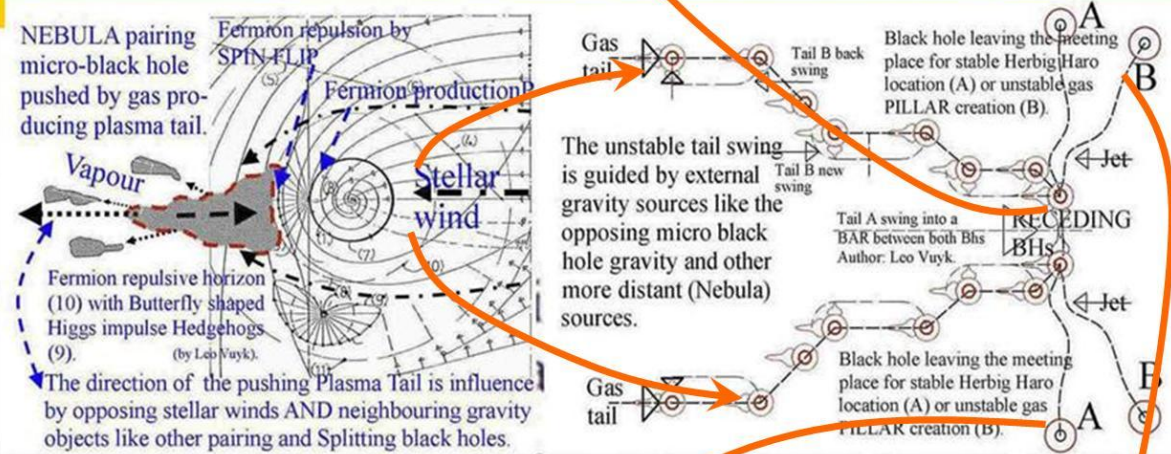 NEBULA pairing
micro-black hole
pushed by gas pro-
ducing plasma tail.
Fermion repulsion by
SPIN-FLIP
(5)
Fermion production
(4)
Vapour
Stellar
wind
(7)
Fermion repulsive horizon
(10) with Butterfly shaped
Higgs impulse Hedgehogs
(9). (by Leo Vuyk).
The direction of the pushing Plasma Tail is influence
by opposing stellar winds AND neighbouring gravity
objects like other pairing and Splitting black holes.
Gas
tail
Tail B back
swing
Black hole leaving the meeting
place for stable Herbig Haro
location (A) or unstable gas
PILLAR creation (B).
A
B
The unstable tail swing
is guided by external
gravity sources like the
opposing micro black
hole gravity and other
more distant (Nebula)
sources.
Tail B new
swing
Jet
Tail A swing into a
BAR between both Bhs
Author: Leo Vuyk.
RECEDING
BHs
Jet
Gas
tail
Black hole leaving the meeting
place for stable Herbig Haro
location (A) or unstable gas
PILLAR creation (B).
B
A